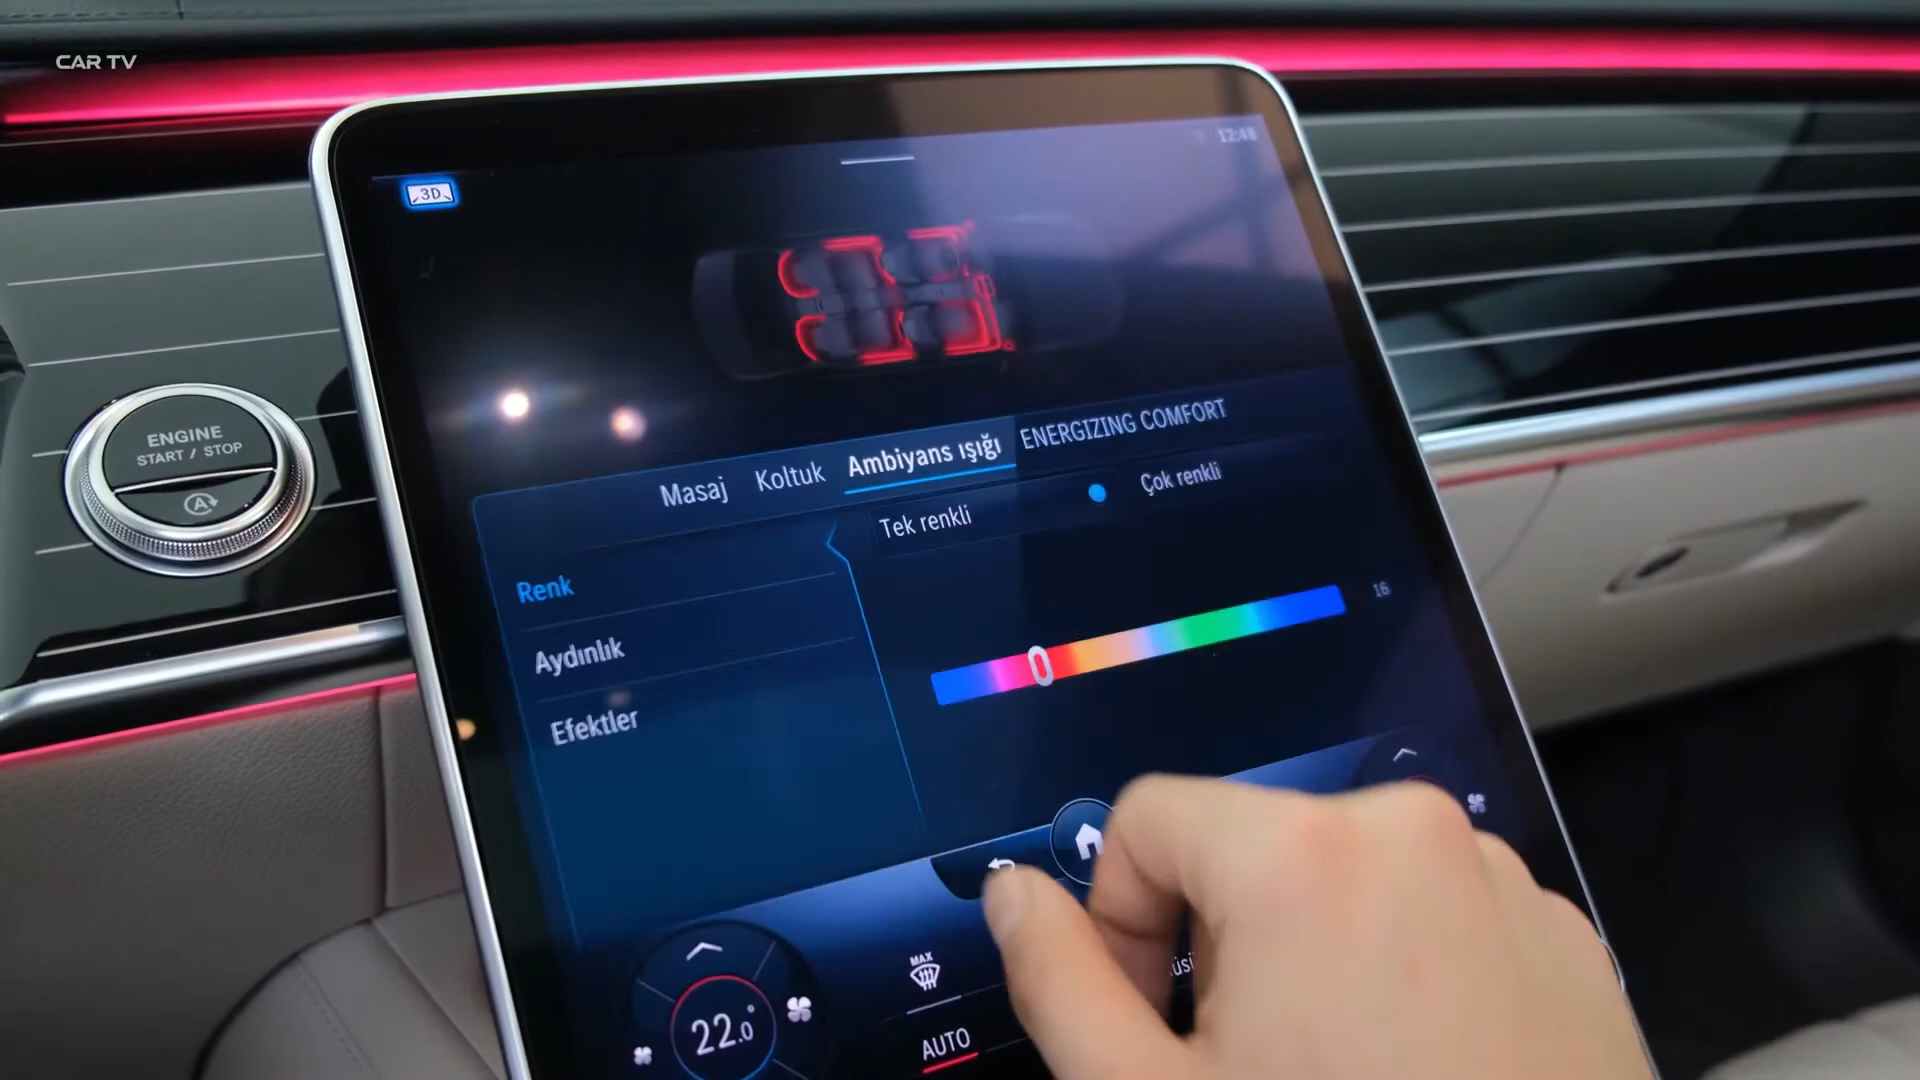 CAR TV
12:48
3D
ENGINE
START / STOP
A
Masaj Koltuk Ambiyans ışığı ENERGIZING COMFORT
Tek renkli Çok renkli
Renk
16
Aydınlık
Efektler
MAX
22.0°
AUTO